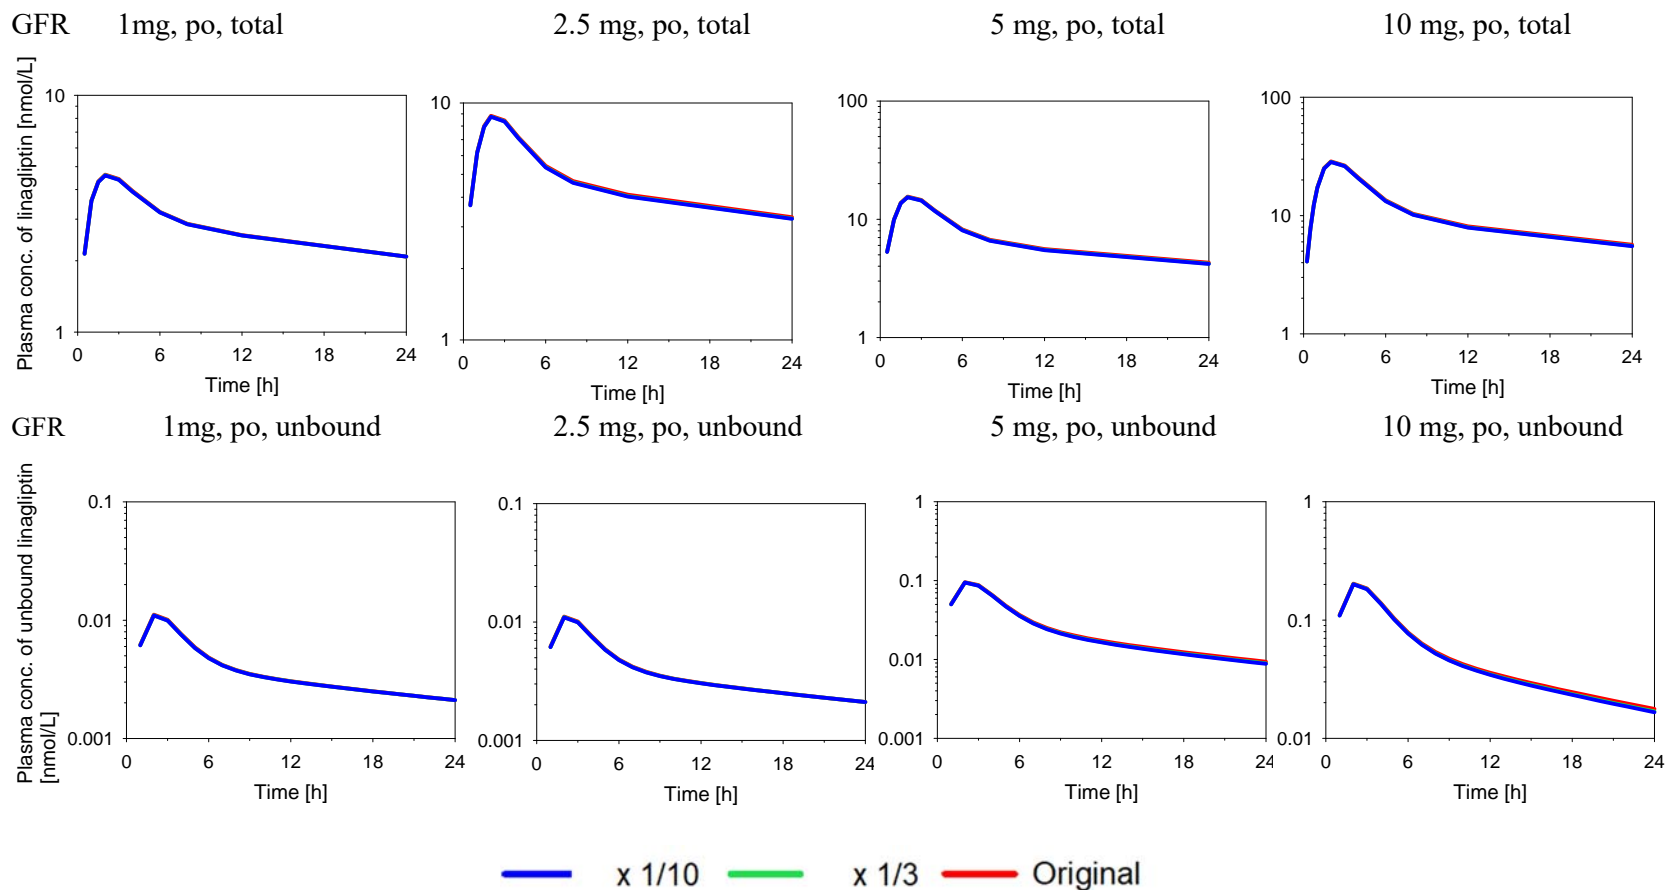 GFR 1mg, po, total 2.5 mg, po, total 5 mg, po, total 10 mg, po, total
Plasma conc. of linagliptin [nmol/L]
10
1
0 6 12 18 24
Time [h]
10
1
0 6 12 18 24
Time [h]
100
10
1
0 6 12 18 24
Time [h]
100
10
1
0 6 12 18 24
Time [h]
GFR 1mg, po, unbound 2.5 mg, po, unbound 5 mg, po, unbound 10 mg, po, unbound
Plasma conc. of unbound linagliptin
[nmol/L]
0.1
0.01
0.001
0 6 12 18 24
Time [h]
0.1
0.01
0.001
0 6 12 18 24
Time [h]
1
0.1
0.01
0.001
0 6 12 18 24
Time [h]
1
0.1
0.01
0 6 12 18 24
Time [h]
x 1/10 x 1/3 Original